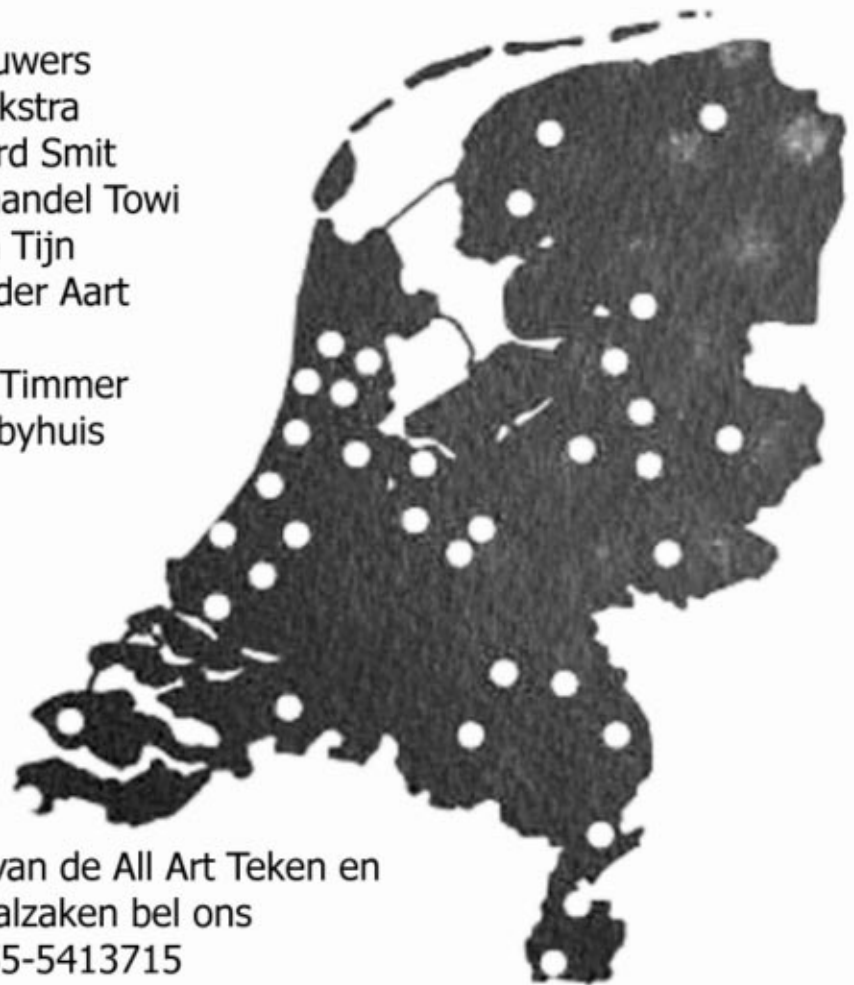 uwers
kstra
rd Smit
andel Towi
Tijn
der Aart
Timmer
byhuis
van de All Art Teken en
alzaken bel ons
5-5413715